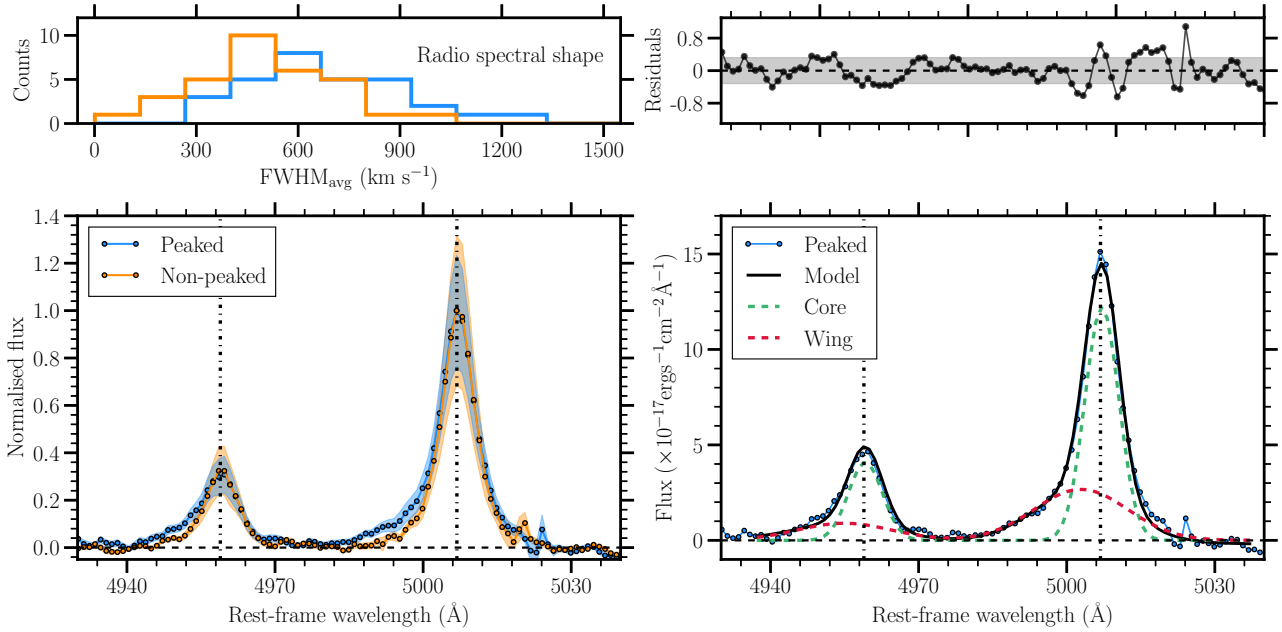 Counts
10
5
0
Radio spectral shape
0 300 600 900 1200 1500
FWHM_avg (km s⁻¹)
Residuals
0.8
0
-0.8
Normalised flux
1.4
1.2
1.0
0.8
0.6
0.4
0.2
0.0
Peaked
Non-peaked
4940 4970 5000 5030
Rest-frame wavelength (Å)
Flux (×10⁻¹⁷ergs⁻¹cm⁻²Å⁻¹)
15
10
5
0
Peaked
Model
Core
Wing
4940 4970 5000 5030
Rest-frame wavelength (Å)